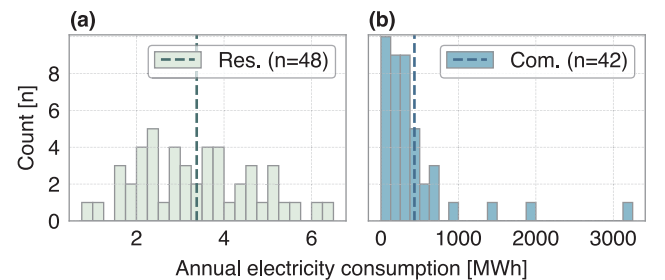 (a)
(b)
Res. (n=48)
Com. (n=42)
Count [n]
8
6
4
2
0
2
4
6
0
1000
2000
3000
Annual electricity consumption [MWh]